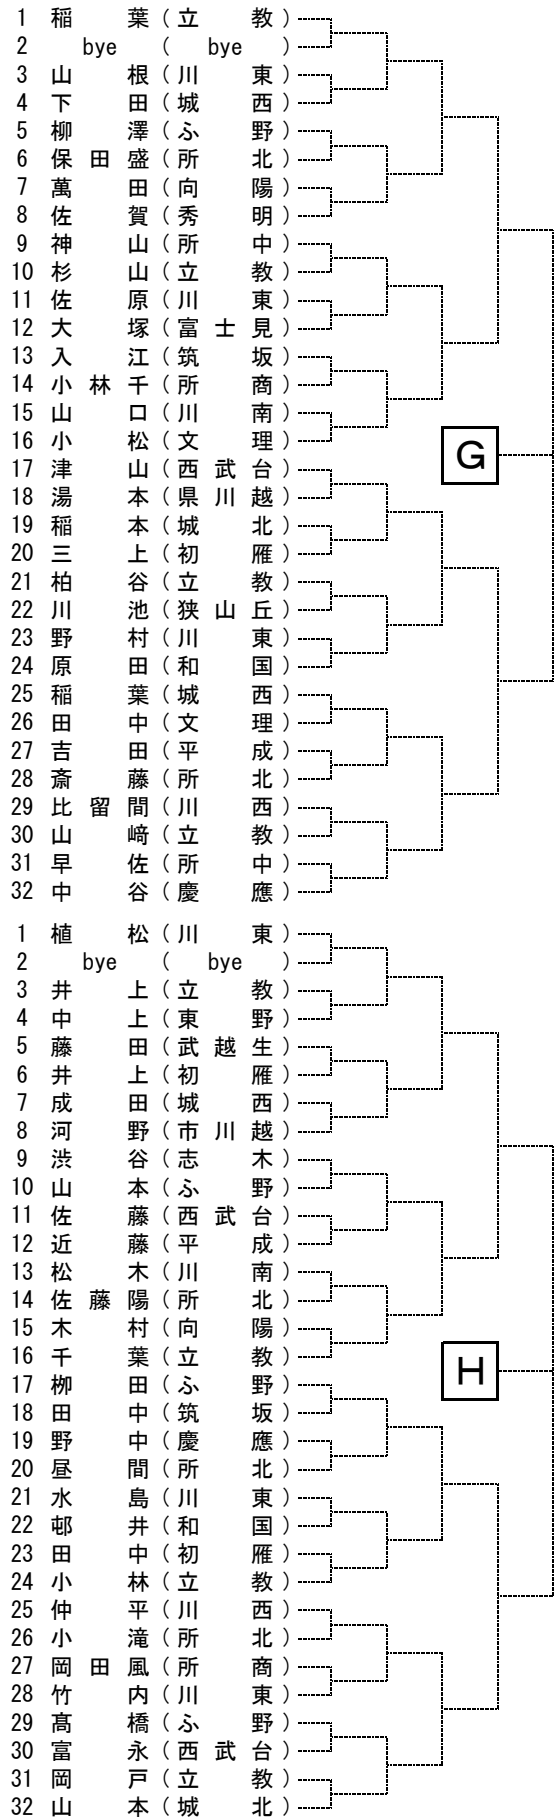 1 稲葉(立教)
2 bye(bye)
3 山根(川東)
4 下田(城西)
5 柳澤(ふ野)
6 保田盛(所北)
7 萬田(向陽)
8 佐賀(秀明)
9 神山(所中)
10 杉山(立教)
11 佐原(川東)
12 大塚(富士見)
13 入江(筑坂)
14 小林千(所商)
15 山口(川南)
16 小松(文理)
G
17 津山(西武台)
18 湯本(県川越)
19 稲本(城北)
20 三上(初雁)
21 柏谷(立教)
22 川池(狭山丘)
23 野村(川東)
24 原田(和国)
25 稲葉(城西)
26 田中(文理)
27 吉田(平成)
28 斎藤(所北)
29 比留間(川西)
30 山﨑(立教)
31 早佐(所中)
32 中谷(慶應)
1 植松(川東)
2 bye(bye)
3 井上(立教)
4 中上(東野)
5 藤田(武越生)
6 井上(初雁)
7 成田(城西)
8 河野(市川越)
9 渋谷(志木)
10 山本(ふ野)
11 佐藤(西武台)
12 近藤(平成)
13 松木(川南)
14 佐藤陽(所北)
15 木村(向陽)
16 千葉(立教)
H
17 栁田(ふ野)
18 田中(筑坂)
19 野中(慶應)
20 昼間(所北)
21 水島(川東)
22 邨井(和国)
23 田中(初雁)
24 小林(立教)
25 仲平(川西)
26 小滝(所北)
27 岡田風(所商)
28 竹内(川東)
29 髙橋(ふ野)
30 富永(西武台)
31 岡戸(立教)
32 山本(城北)